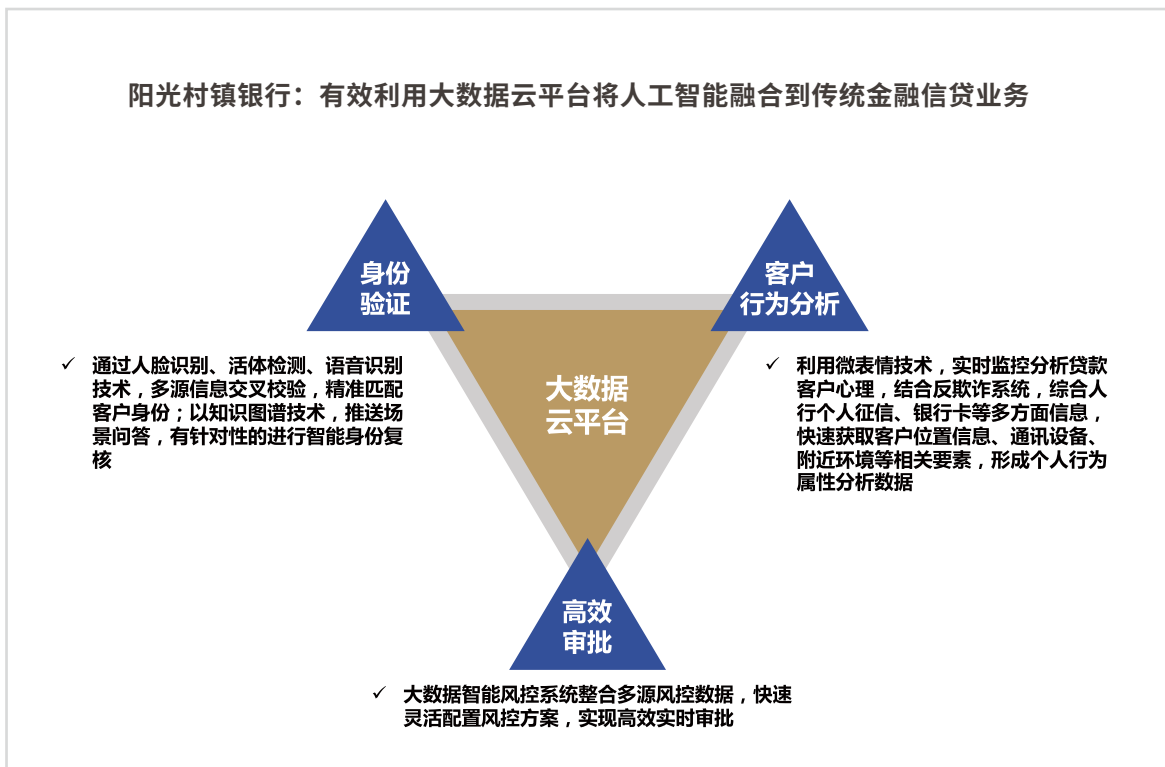 阳光村镇银行：有效利用大数据云平台将人工智能融合到传统金融信贷业务
身份
验证
✓ 通过人脸识别、活体检测、语音识别
技术，多源信息交叉校验，精准匹配
客户身份；以知识图谱技术，推送场
景问答，有针对性的进行智能身份复
核
客户
行为分析
✓ 利用微表情技术，实时监控分析贷款
客户心理，结合反欺诈系统，综合人
行个人征信、银行卡等多方面信息，
快速获取客户位置信息、通讯设备、
附近环境等相关要素，形成个人行为
属性分析数据
大数据
云平台
高效
审批
✓ 大数据智能风控系统整合多源风控数据，快速
灵活配置风控方案，实现高效实时审批